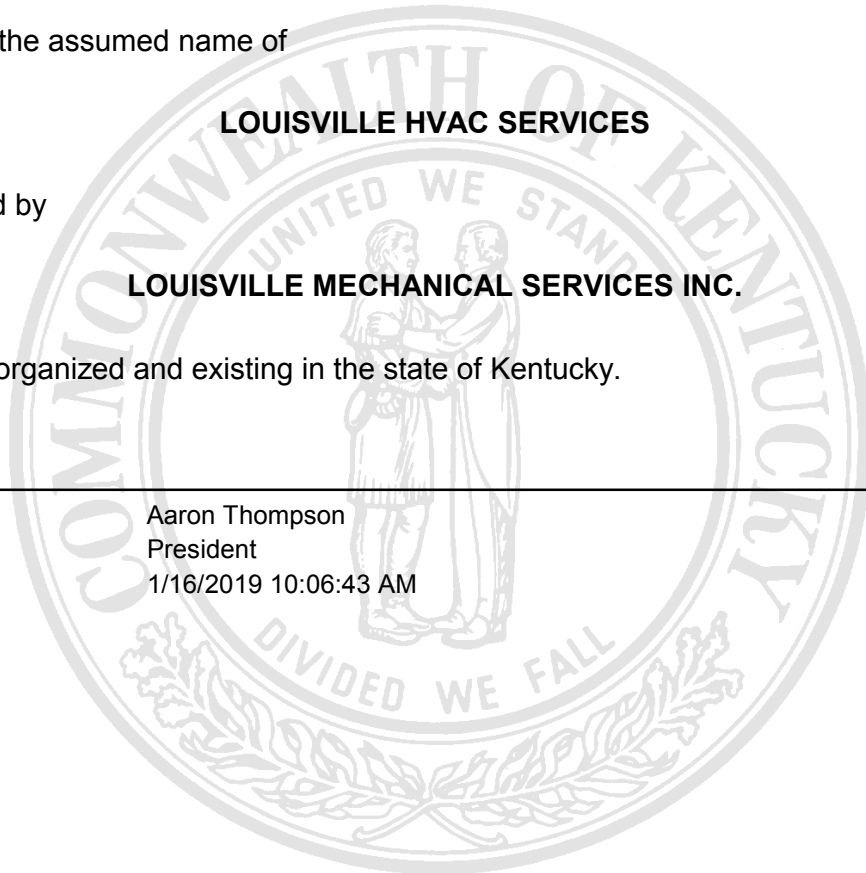 the assumed name of
LOUISVILLE HVAC SERVICES
d by
LOUISVILLE MECHANICAL SERVICES INC.
organized and existing in the state of Kentucky.
Aaron Thompson
President
1/16/2019 10:06:43 AM
COMMONWEALTH OF KENTUCKY
UNITED WE STAND
DIVIDED WE FALL